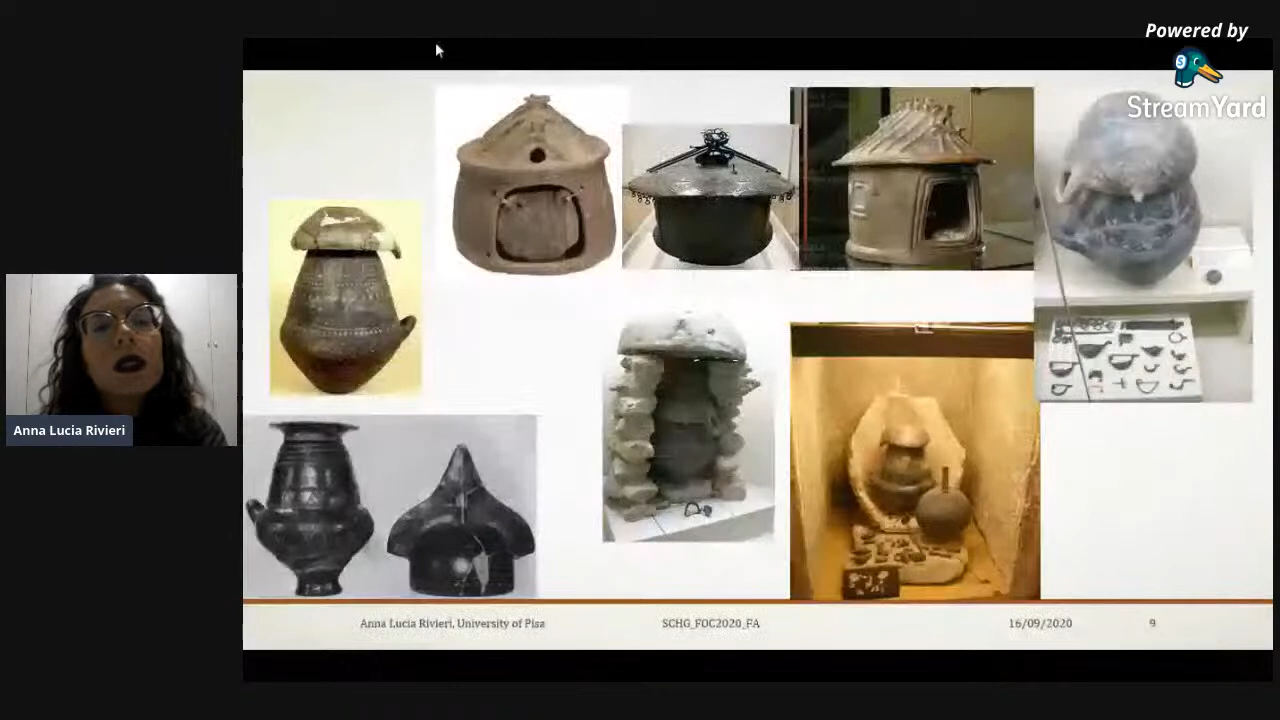 Powered by
StreamYard
Anna Lucia Rivieri
Anna Lucia Rivieri, University of Pisa
SCHG_FOC2020_FA
16/09/2020
9